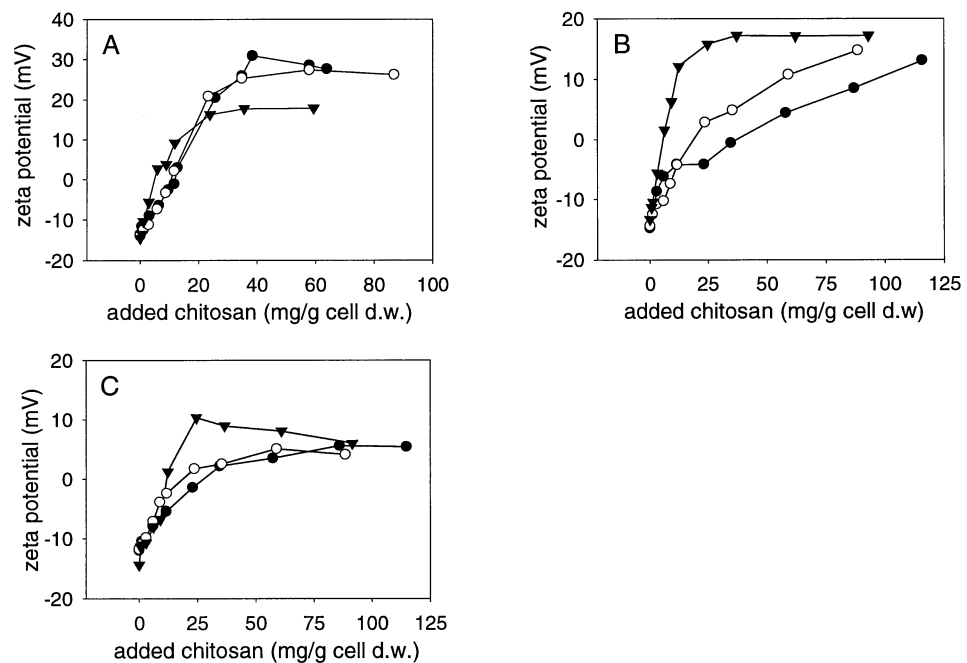 A
zeta potential (mV)
40
30
20
10
0
-10
-20
0 20 40 60 80 100
added chitosan (mg/g cell d.w.)
B
zeta potential (mV)
20
10
0
-10
-20
0 25 50 75 100 125
added chitosan (mg/g cell d.w)
C
zeta potential (mV)
20
10
0
-10
-20
0 25 50 75 100 125
added chitosan (mg/g cell d.w.)